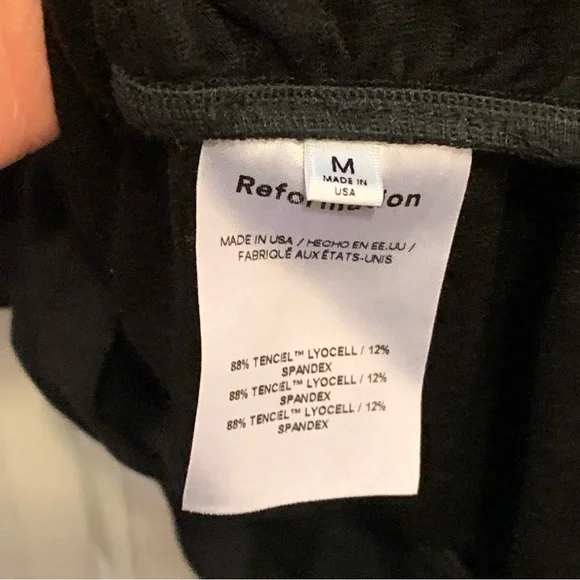 M
MADE IN
USA
MADE IN USA / HECHO EN EE.UU /
FABRIQUÉ AUX ÉTATS-UNIS
88% TENCEL™ LYOCELL / 12%
SPANDEX
88% TENCEL™ LYOCELL / 12%
SPANDEX
88% TENCEL™ LYOCELL / 12%
SPANDEX